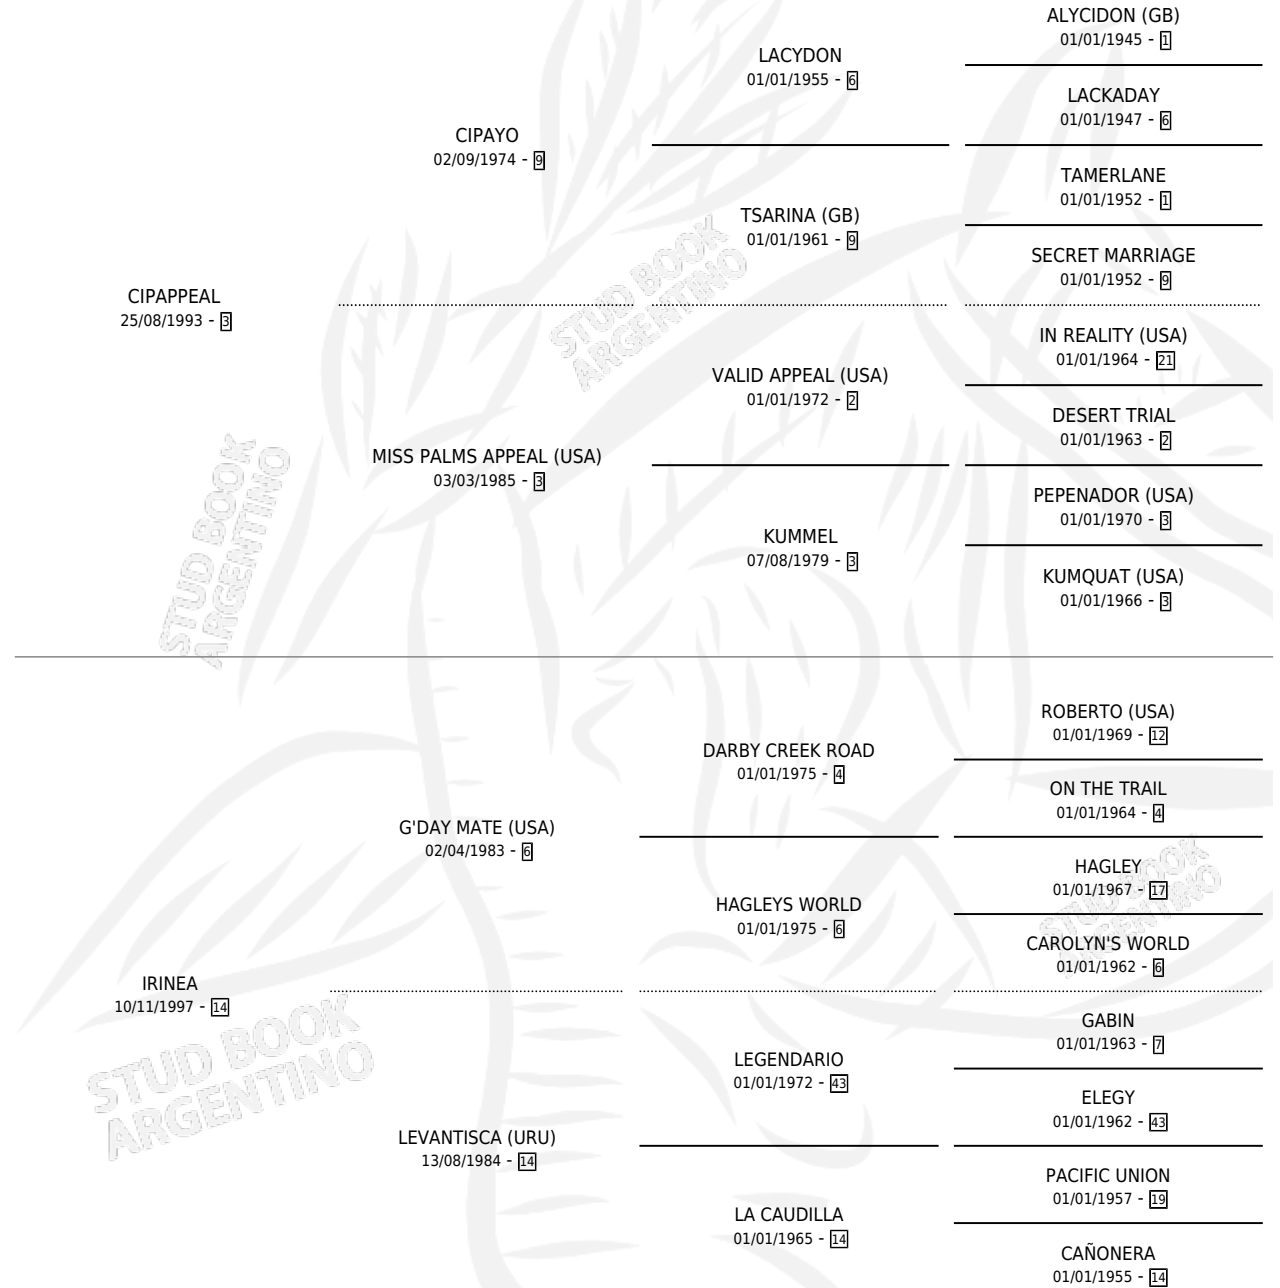 CIPAPPEAL
25/08/1993 - 3
CIPAYO
02/09/1974 - 9
LACYDON
01/01/1955 - 6
ALYCIDON (GB)
01/01/1945 - 1
LACKADAY
01/01/1947 - 6
TSARINA (GB)
01/01/1961 - 9
TAMERLANE
01/01/1952 - 1
SECRET MARRIAGE
01/01/1952 - 9
MISS PALMS APPEAL (USA)
03/03/1985 - 3
VALID APPEAL (USA)
01/01/1972 - 2
IN REALITY (USA)
01/01/1964 - 21
DESERT TRIAL
01/01/1963 - 2
KUMMEL
07/08/1979 - 3
PEPENADOR (USA)
01/01/1970 - 3
KUMQUAT (USA)
01/01/1966 - 3
IRINEA
10/11/1997 - 14
G'DAY MATE (USA)
02/04/1983 - 6
DARBY CREEK ROAD
01/01/1975 - 4
ROBERTO (USA)
01/01/1969 - 12
ON THE TRAIL
01/01/1964 - 4
HAGLEYS WORLD
01/01/1975 - 6
HAGLEY
01/01/1967 - 17
CAROLYN'S WORLD
01/01/1962 - 6
LEVANTISCA (URU)
13/08/1984 - 14
LEGENDARIO
01/01/1972 - 43
GABIN
01/01/1963 - 7
ELEGY
01/01/1962 - 43
LA CAUDILLA
01/01/1965 - 14
PACIFIC UNION
01/01/1957 - 19
CAÑONERA
01/01/1955 - 14
STUD BOOK
ARGENTINO
STUD BOOK
ARGENTINO
STUD BOOK
ARGENTINO
STUD BOOK
ARGENTINO